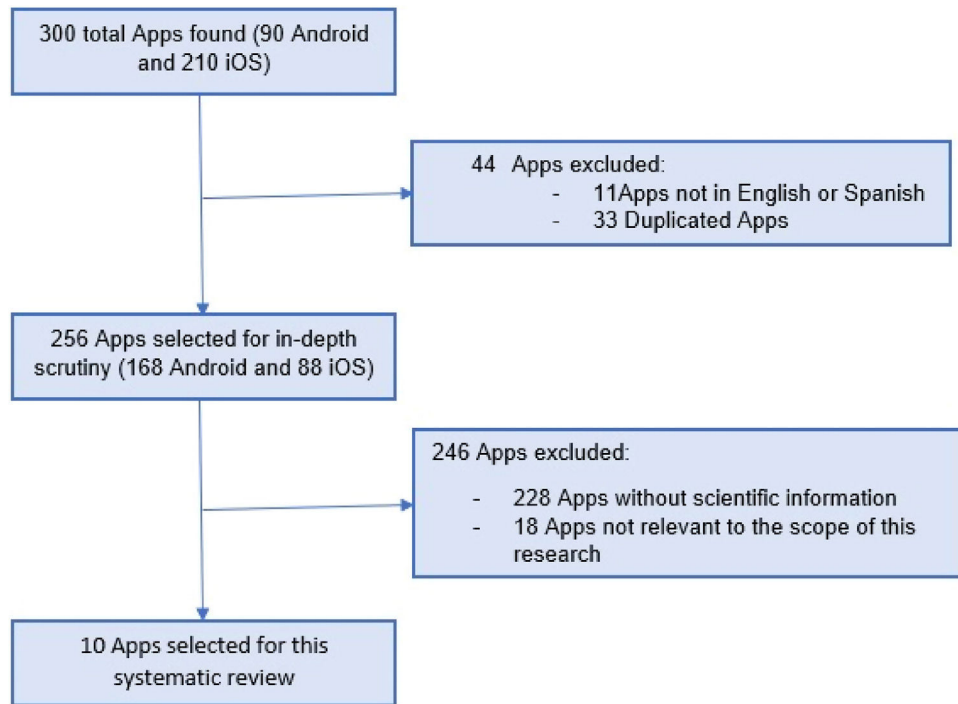 300 total Apps found (90 Android
and 210 iOS)
44 Apps excluded:
- 11Apps not in English or Spanish
- 33 Duplicated Apps
256 Apps selected for in-depth
scrutiny (168 Android and 88 iOS)
246 Apps excluded:
- 228 Apps without scientific information
- 18 Apps not relevant to the scope of this
research
10 Apps selected for this
systematic review